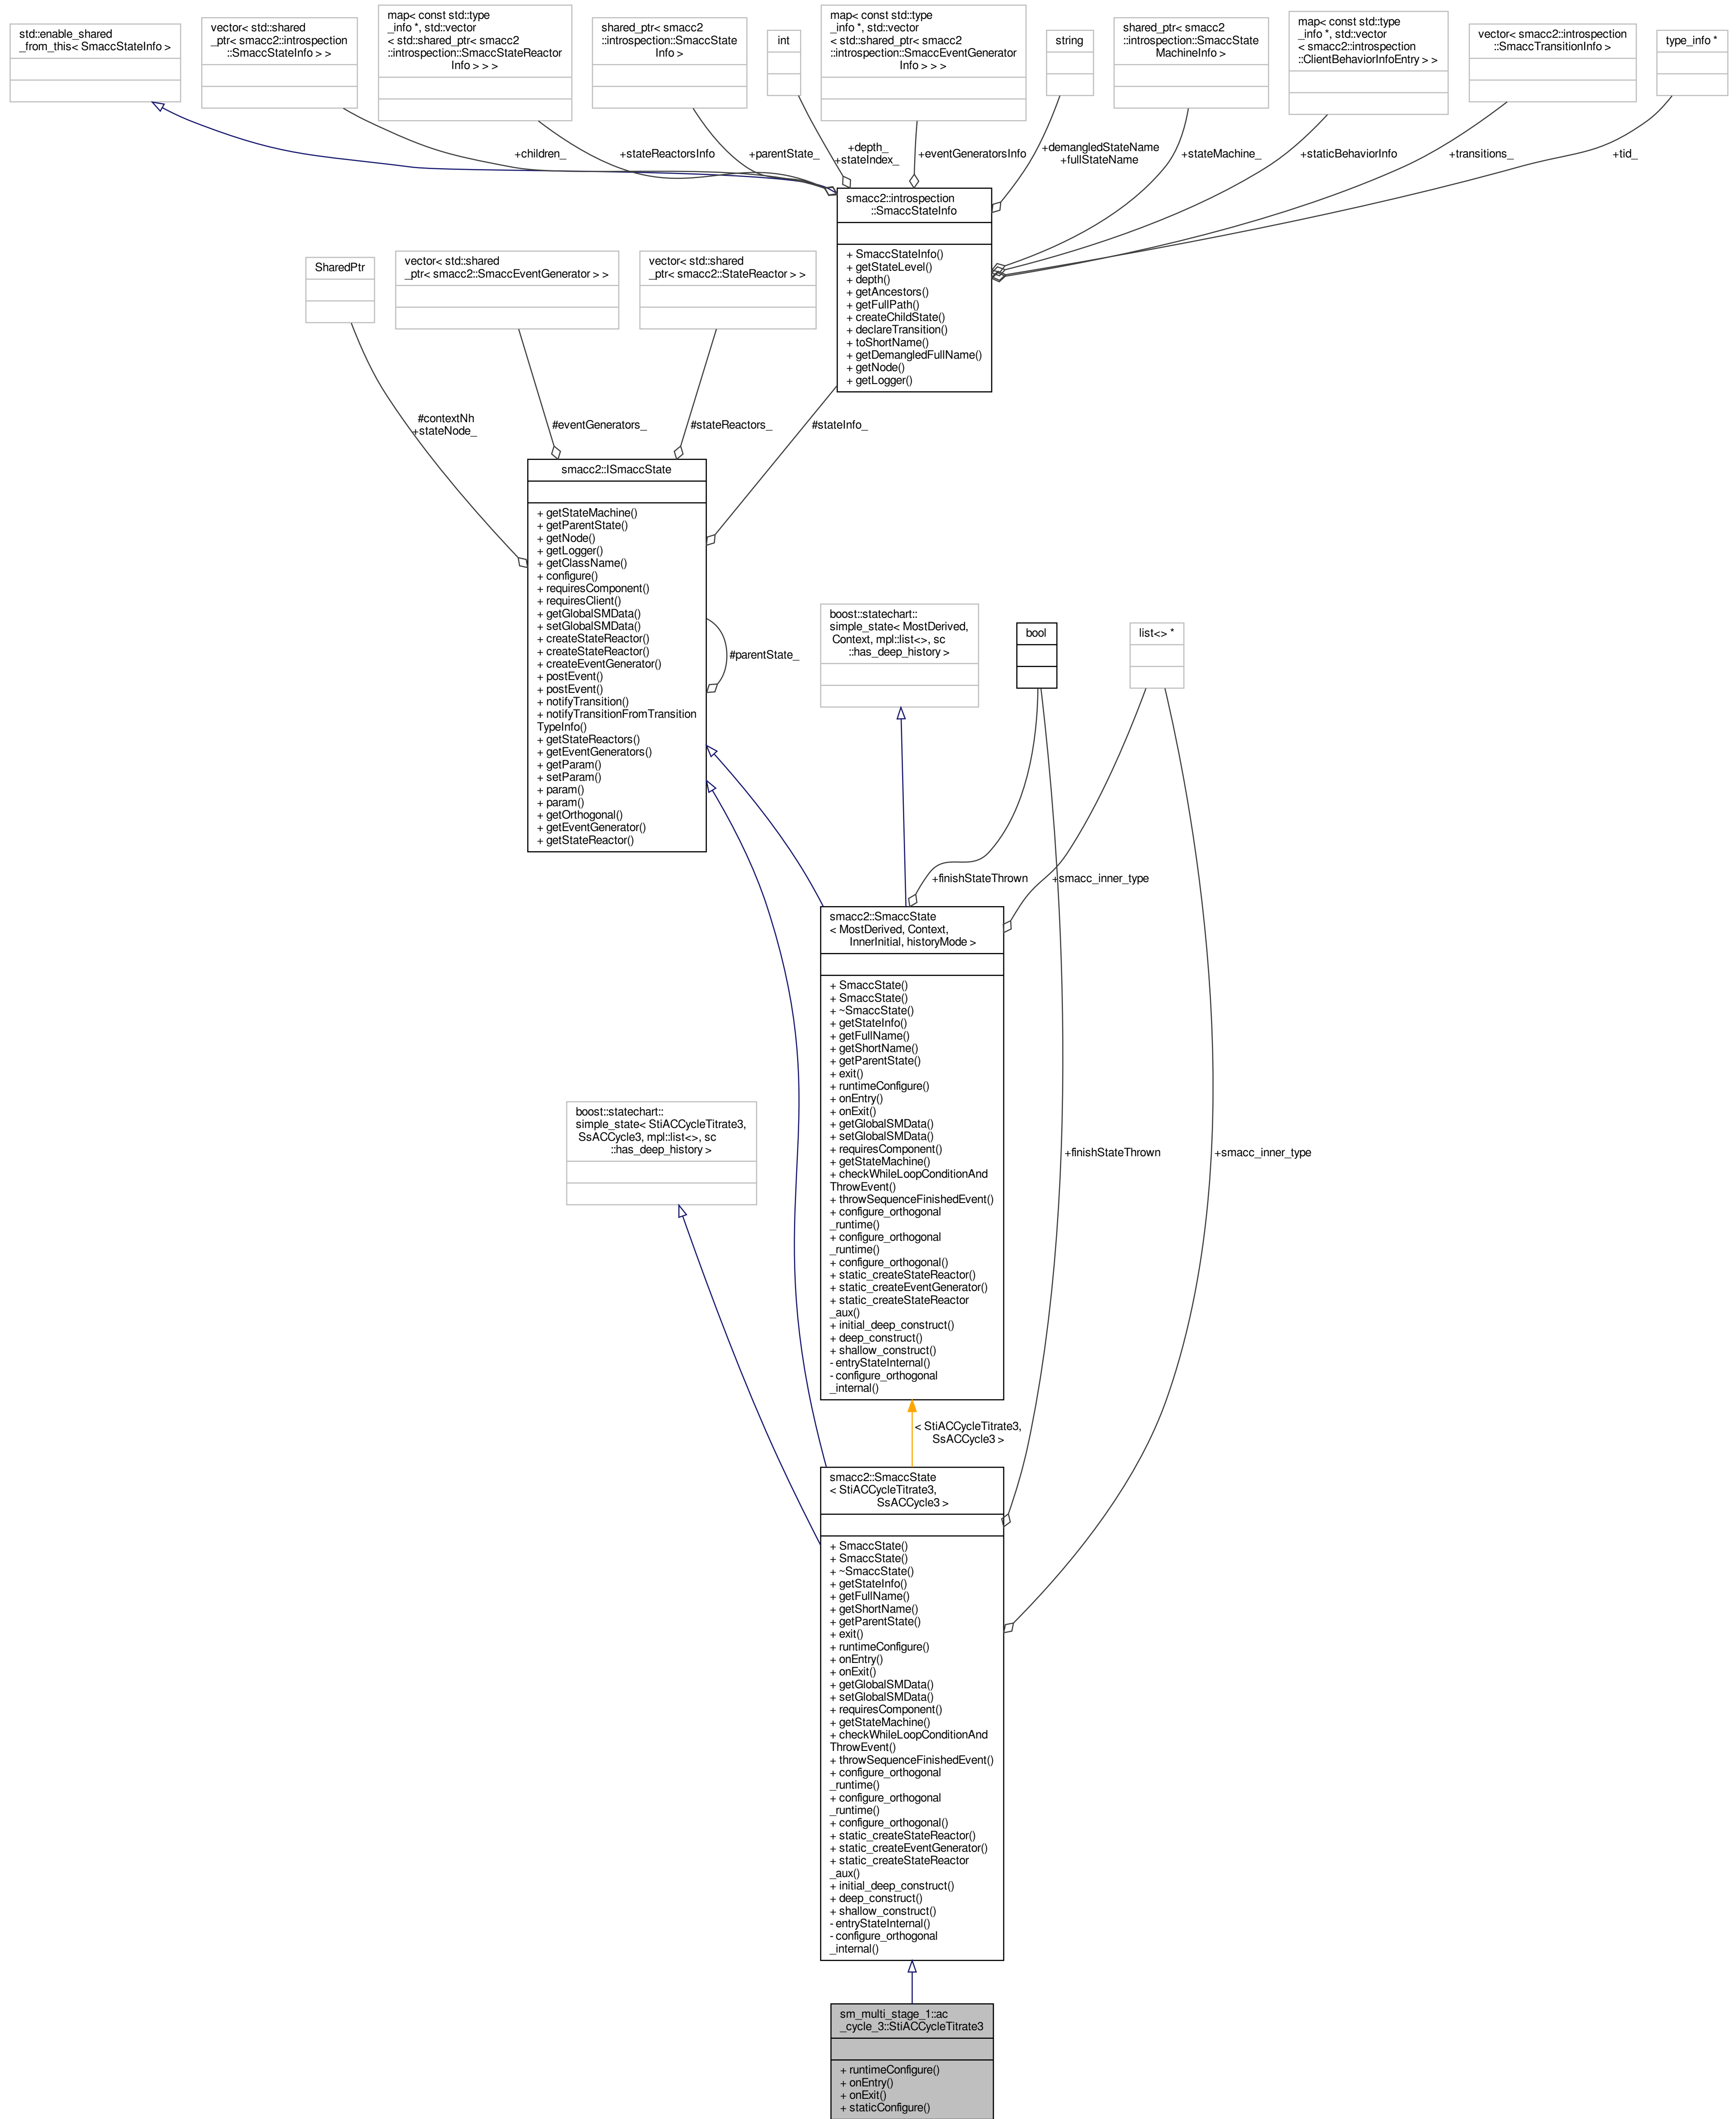 std::enable_shared
_from_this< SmaccStateInfo >
vector< std::shared
_ptr< smacc2::introspection
::SmaccStateInfo > >
map< const std::type
_info *, std::vector
< std::shared_ptr< smacc2
::introspection::SmaccStateReactor
Info > > >
shared_ptr< smacc2
::introspection::SmaccState
Info >
int
map< const std::type
_info *, std::vector
< std::shared_ptr< smacc2
::introspection::SmaccEventGenerator
Info > > >
string
shared_ptr< smacc2
::introspection::SmaccState
MachineInfo >
map< const std::type
_info *, std::vector
< smacc2::introspection
::ClientBehaviorInfoEntry > >
vector< smacc2::introspection
::SmaccTransitionInfo >
type_info *
+children_
+stateReactorsInfo
+parentState_
+depth_
+stateIndex_
+eventGeneratorsInfo
+demangledStateName
+fullStateName
+stateMachine_
+staticBehaviorInfo
+transitions_
+tid_
smacc2::introspection
::SmaccStateInfo
+ SmaccStateInfo()
+ getStateLevel()
+ depth()
+ getAncestors()
+ getFullPath()
+ createChildState()
+ declareTransition()
+ toShortName()
+ getDemangledFullName()
+ getNode()
+ getLogger()
SharedPtr
vector< std::shared
_ptr< smacc2::SmaccEventGenerator > >
vector< std::shared
_ptr< smacc2::StateReactor > >
#contextNh
+stateNode_
#eventGenerators_
#stateReactors_
#stateInfo_
smacc2::ISmaccState
+ getStateMachine()
+ getParentState()
+ getNode()
+ getLogger()
+ getClassName()
+ configure()
+ requiresComponent()
+ requiresClient()
+ getGlobalSMData()
+ setGlobalSMData()
+ createStateReactor()
+ createStateReactor()
+ createEventGenerator()
+ postEvent()
+ postEvent()
+ notifyTransition()
+ notifyTransitionFromTransition
TypeInfo()
+ getStateReactors()
+ getEventGenerators()
+ getParam()
+ setParam()
+ param()
+ param()
+ getOrthogonal()
+ getEventGenerator()
+ getStateReactor()
#parentState_
boost::statechart::
simple_state< MostDerived,
Context, mpl::list<>, sc
::has_deep_history >
bool
list<> *
+finishStateThrown
+smacc_inner_type
smacc2::SmaccState
< MostDerived, Context,
InnerInitial, historyMode >
+ SmaccState()
+ SmaccState()
+ ~SmaccState()
+ getStateInfo()
+ getFullName()
+ getShortName()
+ getParentState()
+ exit()
+ runtimeConfigure()
+ onEntry()
+ onExit()
+ getGlobalSMData()
+ setGlobalSMData()
+ requiresComponent()
+ getStateMachine()
+ checkWhileLoopConditionAnd
ThrowEvent()
+ throwSequenceFinishedEvent()
+ configure_orthogonal
_runtime()
+ configure_orthogonal
_runtime()
+ configure_orthogonal()
+ static_createStateReactor()
+ static_createEventGenerator()
+ static_createStateReactor
_aux()
+ initial_deep_construct()
+ deep_construct()
+ shallow_construct()
- entryStateInternal()
- configure_orthogonal
_internal()
boost::statechart::
simple_state< StiACCycleTitrate3,
SsACCycle3, mpl::list<>, sc
::has_deep_history >
+finishStateThrown
+smacc_inner_type
< StiACCycleTitrate3,
SsACCycle3 >
smacc2::SmaccState
< StiACCycleTitrate3,
SsACCycle3 >
+ SmaccState()
+ SmaccState()
+ ~SmaccState()
+ getStateInfo()
+ getFullName()
+ getShortName()
+ getParentState()
+ exit()
+ runtimeConfigure()
+ onEntry()
+ onExit()
+ getGlobalSMData()
+ setGlobalSMData()
+ requiresComponent()
+ getStateMachine()
+ checkWhileLoopConditionAnd
ThrowEvent()
+ throwSequenceFinishedEvent()
+ configure_orthogonal
_runtime()
+ configure_orthogonal
_runtime()
+ configure_orthogonal()
+ static_createStateReactor()
+ static_createEventGenerator()
+ static_createStateReactor
_aux()
+ initial_deep_construct()
+ deep_construct()
+ shallow_construct()
- entryStateInternal()
- configure_orthogonal
_internal()
sm_multi_stage_1::ac
_cycle_3::StiACCycleTitrate3
+ runtimeConfigure()
+ onEntry()
+ onExit()
+ staticConfigure()